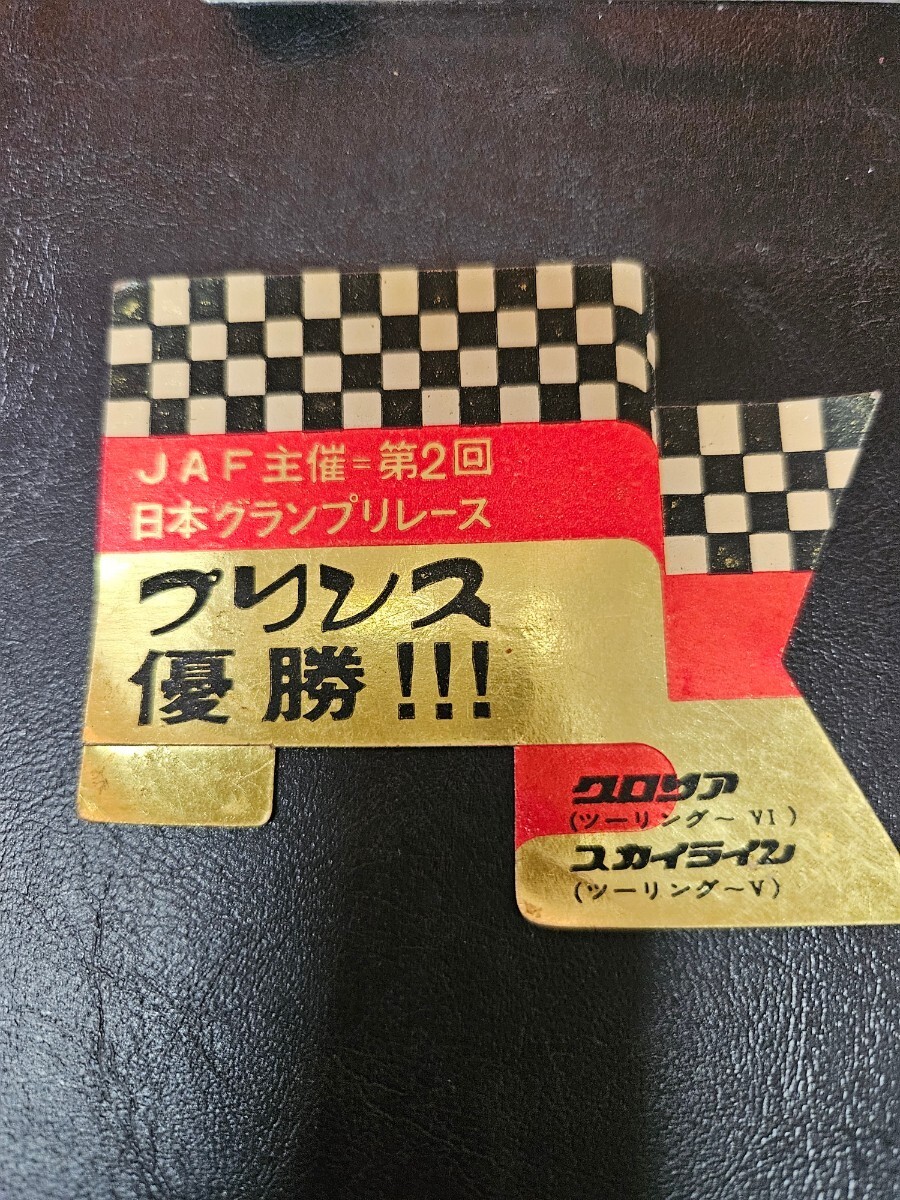 JAF主催=第2回
日本グランプリレース
プリンス
優勝!!!
グロリア
(ツーリング~VI)
スカイライン
(ツーリング~V)